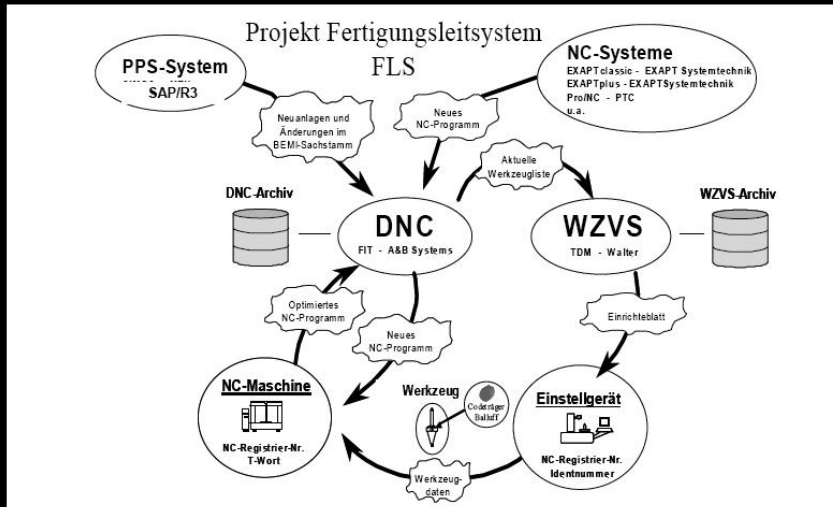 Projekt Fertigungsleitsystem
FLS
PPS-System
SAP/R3
NC-Systeme
EXAPTclassic - EXAPT Systemtechnik
EXAPTplus - EXAPTSystemtechnik
Pro/NC - PTC
u.a.
Neuanlagen und
Änderungen im
BEMI-Sachstamm
Neues
NC-Programm
Aktuelle
Werkzeugliste
DNC-Archiv
WZVS-Archiv
DNC
FIT - A&B Systems
WZVS
TDM - Walter
Optimiertes
NC-Programm
Neues
NC-Programm
Einrichteblatt
NC-Maschine
NC-Registrier-Nr.
T-Wort
Werkzeug
Codeträger
Balluff
Einstellgerät
NC-Registrier-Nr.
Identnummer
Werkzeug-
daten